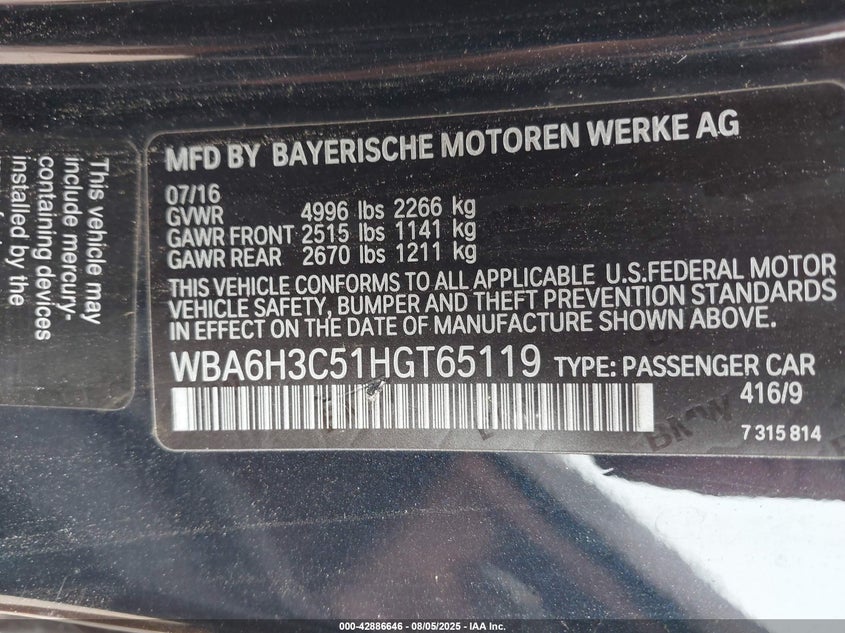 MFD BY BAYERISCHE MOTOREN WERKE AG
07/16
GVWR 4996 lbs 2266 kg
GAWR FRONT 2515 lbs 1141 kg
GAWR REAR 2670 lbs 1211 kg
THIS VEHICLE CONFORMS TO ALL APPLICABLE U.S.FEDERAL MOTOR
VEHICLE SAFETY, BUMPER AND THEFT PREVENTION STANDARDS
IN EFFECT ON THE DATE OF MANUFACTURE SHOWN ABOVE.
WBA6H3C51HGT65119 TYPE: PASSENGER CAR
416/9
7 315 814
This vehicle may
include mercury-
containing devices
installed by the
000-42886646 - 08/05/2025 - IAA Inc.